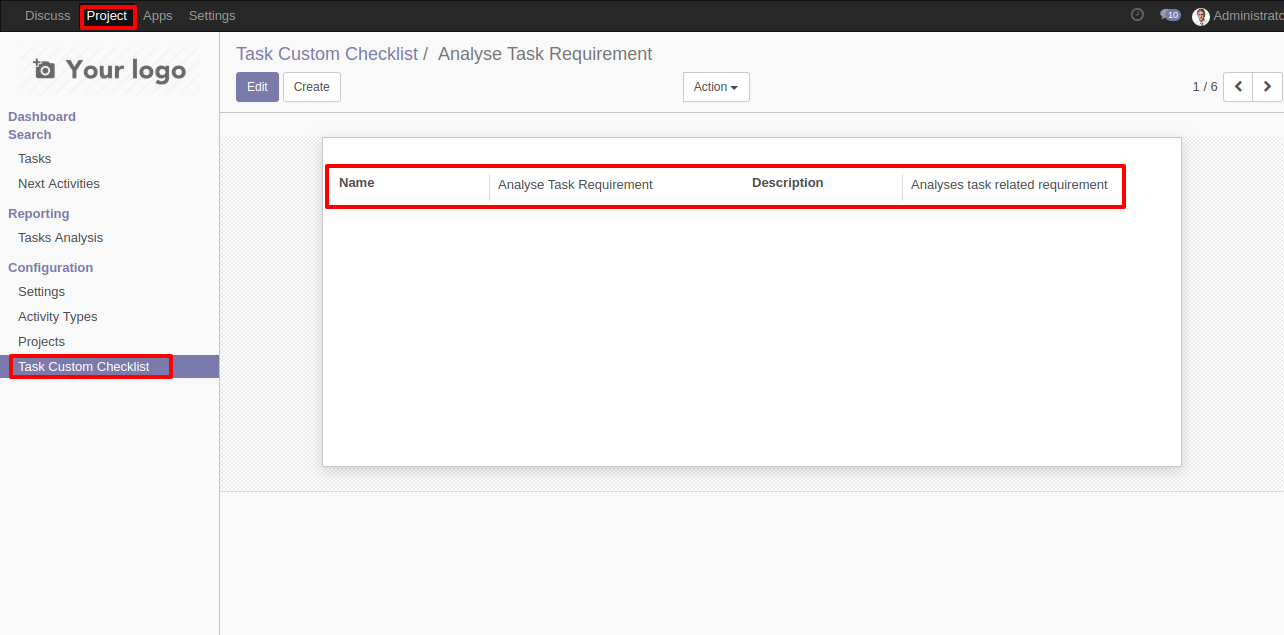 Discuss Project Apps Settings 10 Administrato
Your logo
Task Custom Checklist / Analyse Task Requirement
Edit Create Action 1 / 6
Dashboard
Search
Tasks
Next Activities
Reporting
Tasks Analysis
Configuration
Settings
Activity Types
Projects
Task Custom Checklist
Name Analyse Task Requirement Description Analyses task related requirement